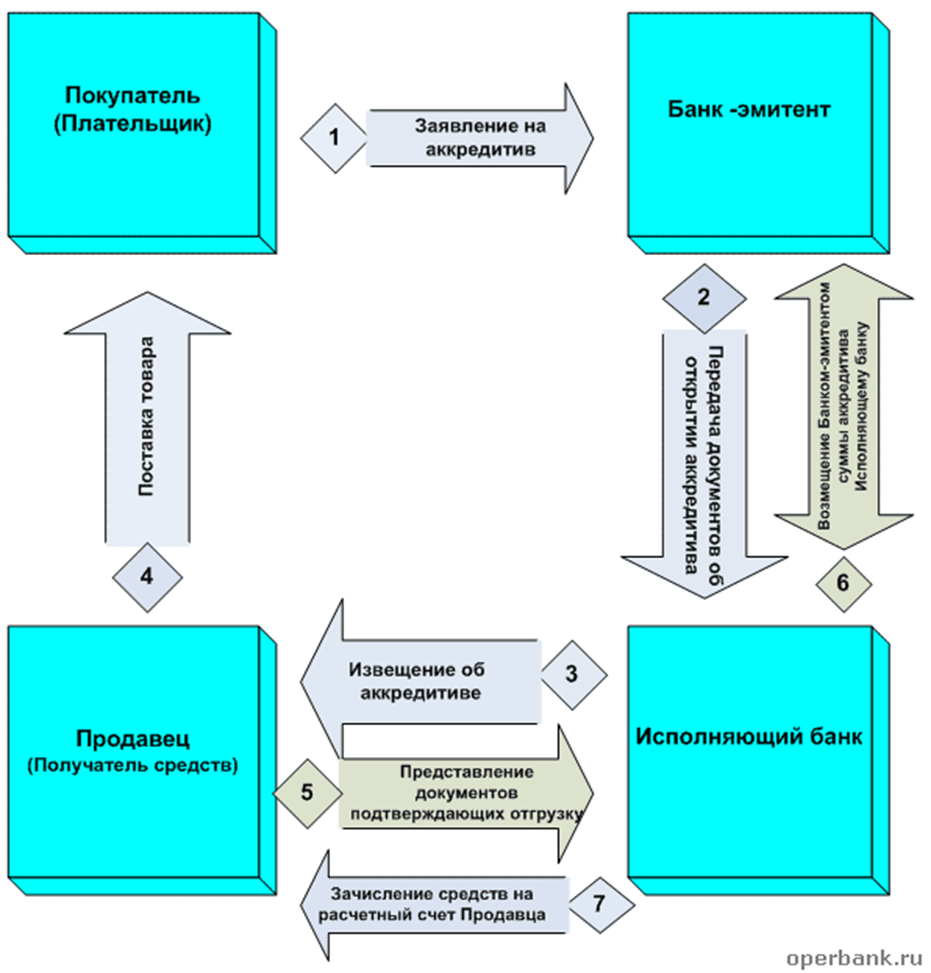 Покупатель
(Плательщик)
1
Заявление на
аккредитив
Банк -эмитент
2
Передача документов об
открытии аккредитива
Возмещение Банком-эмитентом
суммы аккредитива
Исполняющему банку
6
Поставка товара
4
Продавец
(Получатель средств)
Извещение об
аккредитиве
3
5
Представление
документов
подтверждающих отгрузку
Зачисление средств на
расчетный счет Продавца
7
Исполняющий банк
operbank.ru